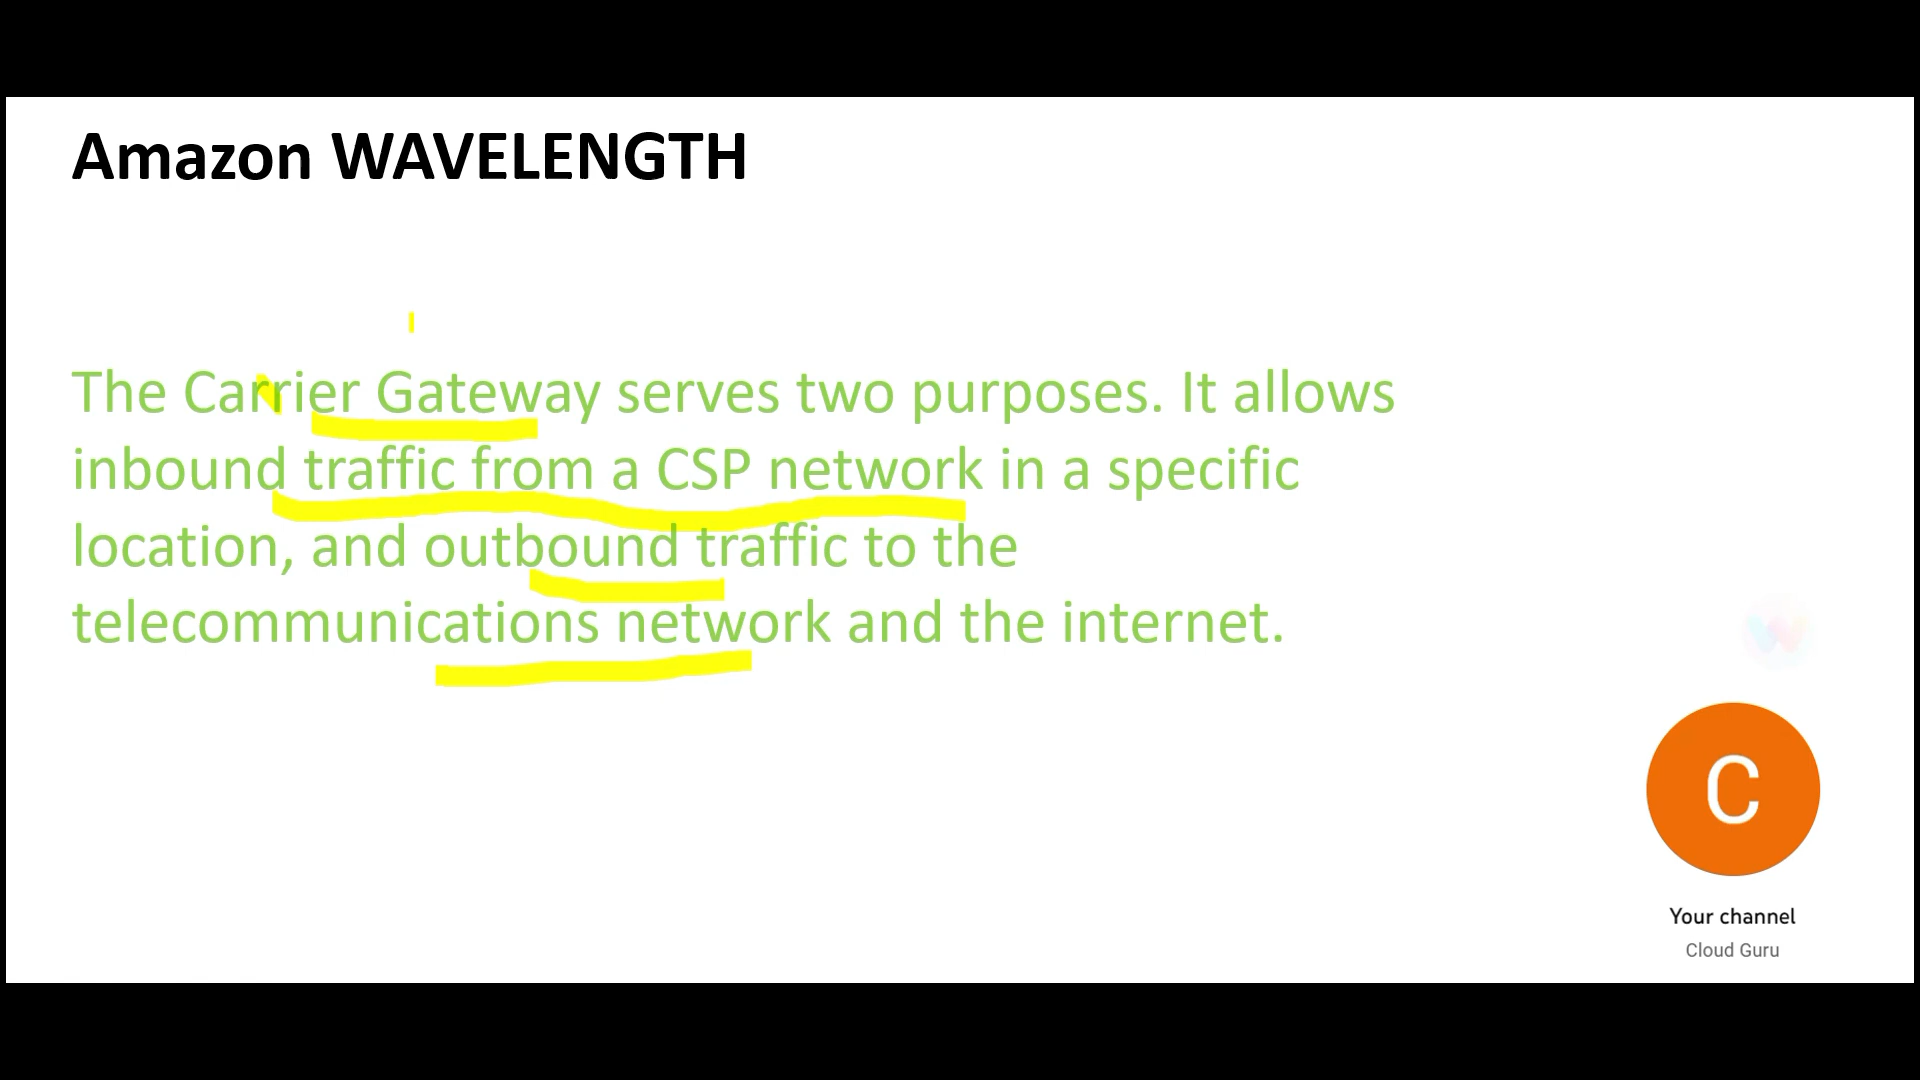 Amazon WAVELENGTH
The Carrier Gateway serves two purposes. It allows
inbound traffic from a CSP network in a specific
location, and outbound traffic to the
telecommunications network and the internet.
C
Your channel
Cloud Guru